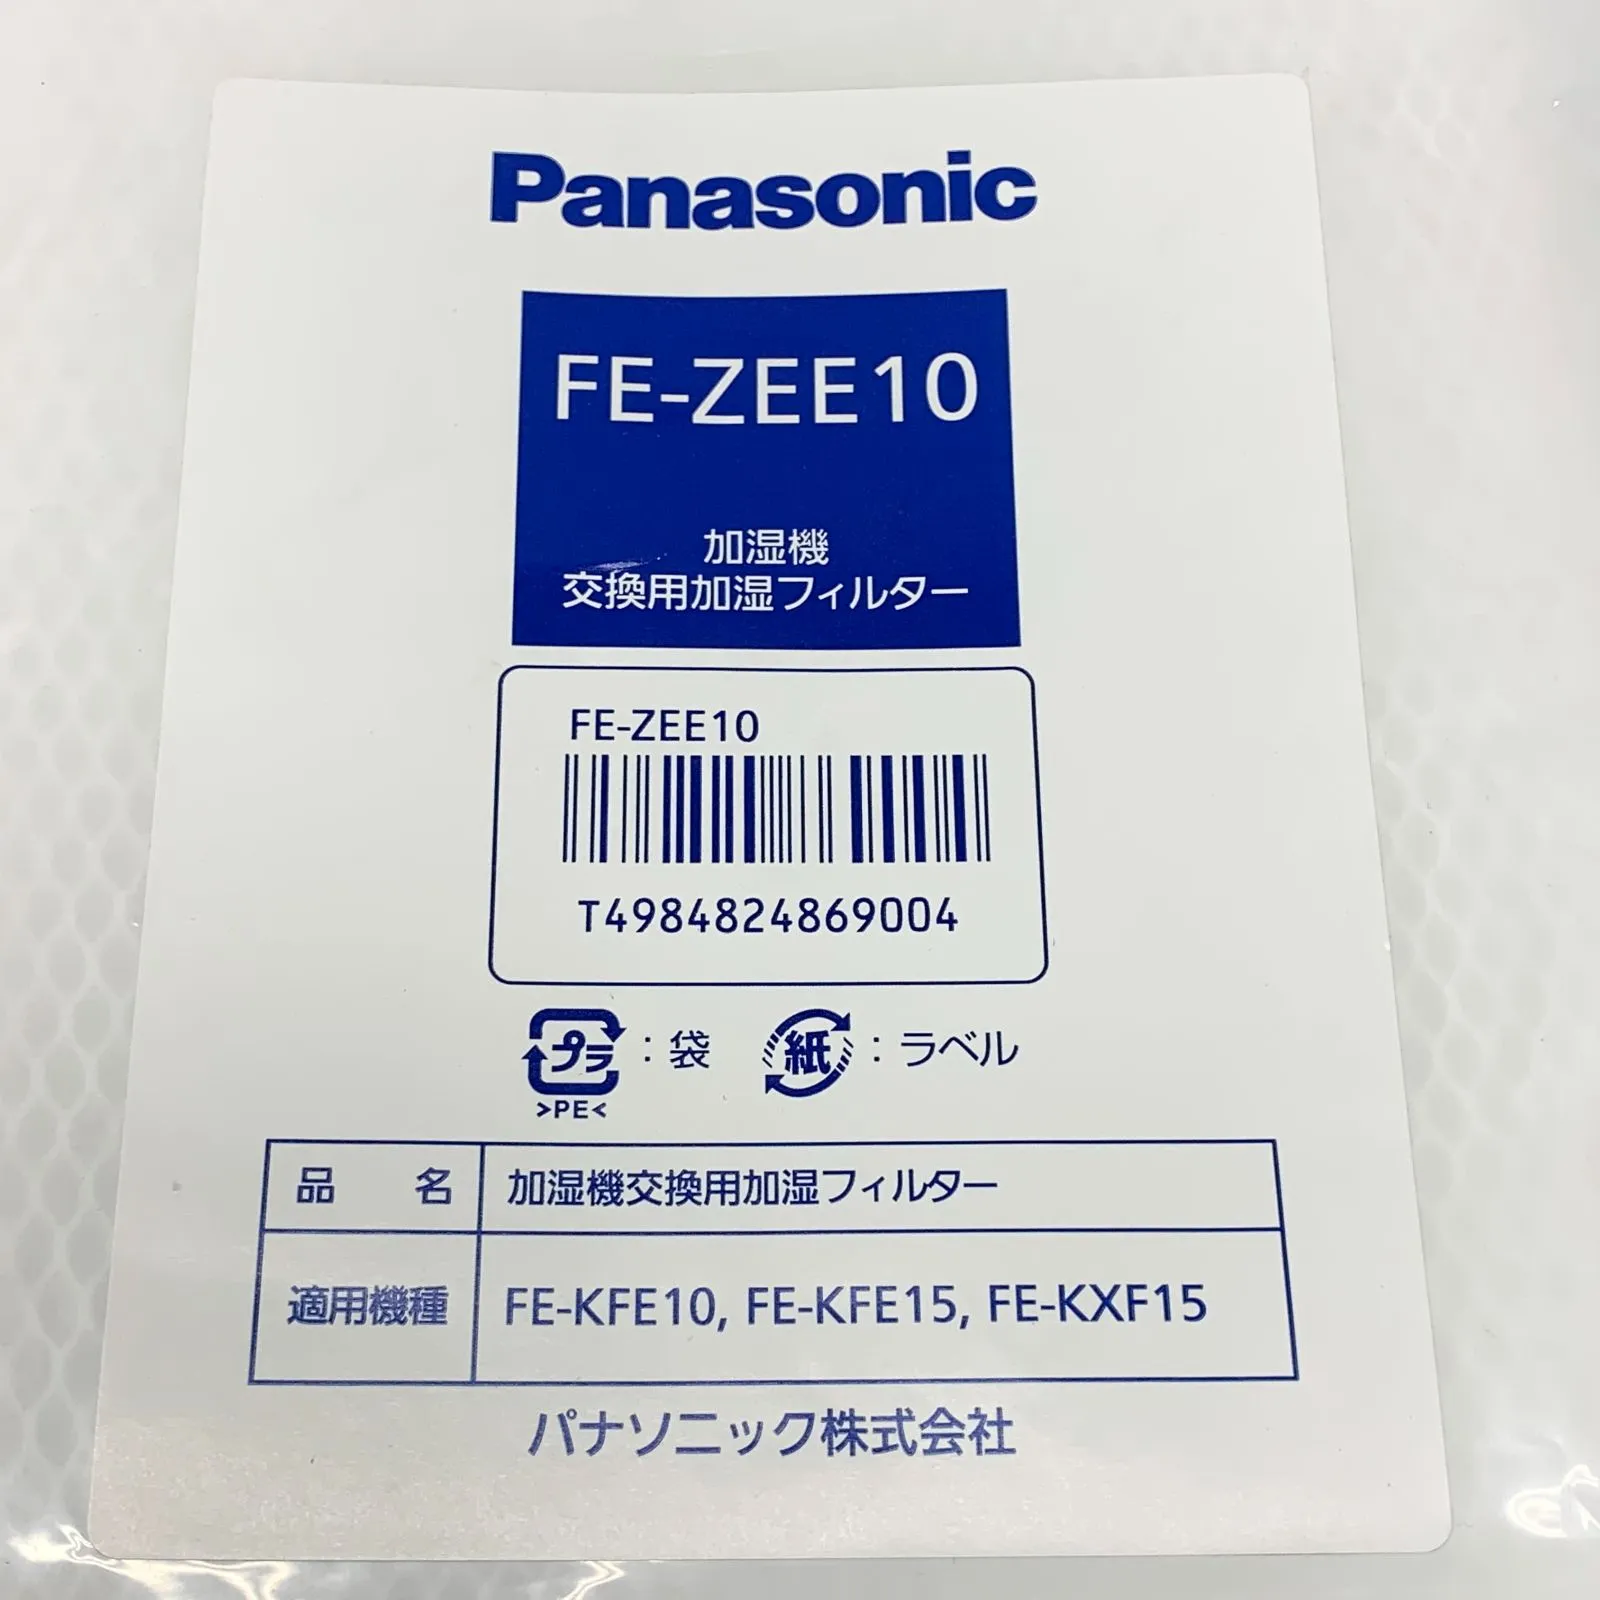 Panasonic
FE-ZEE10
加湿機
交換用加湿フィルター
FE-ZEE10
T4984824869004
プラ : 袋 紙 : ラベル
>PE<
品 名 加湿機交換用加湿フィルター
適用機種 FE-KFE10, FE-KFE15, FE-KXF15
パナソニック株式会社